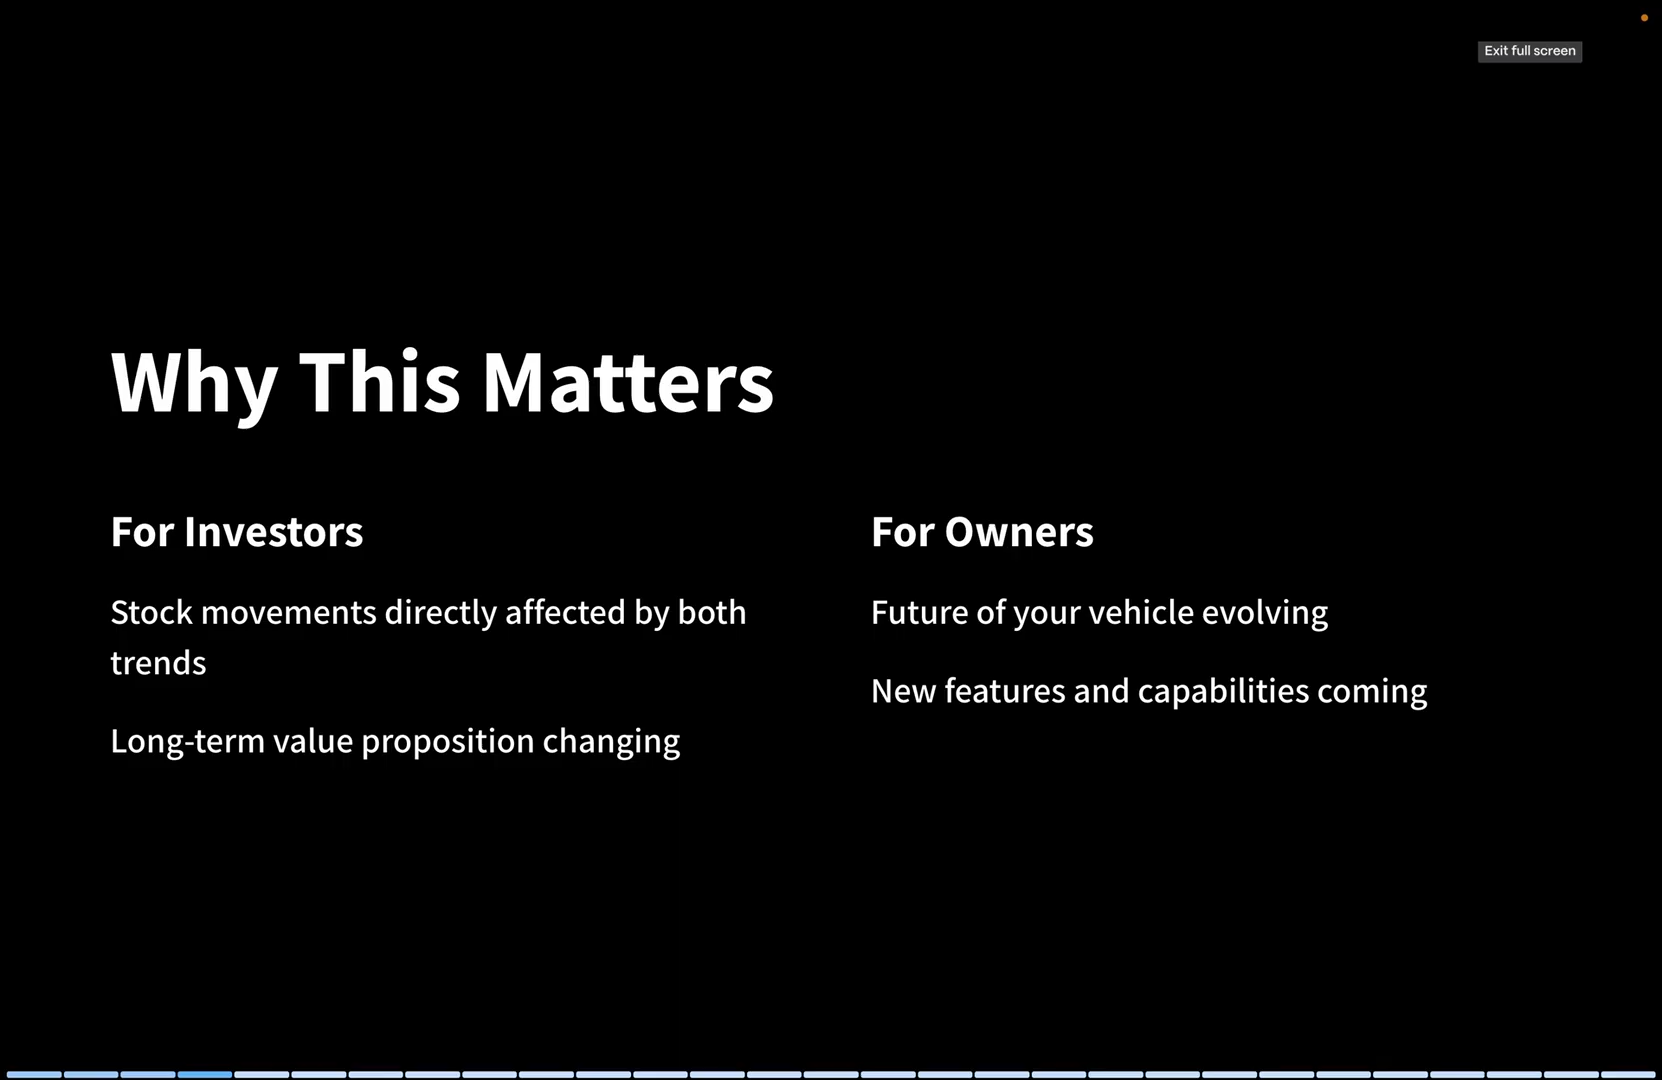 Exit full screen
Why This Matters
For Investors
Stock movements directly affected by both
trends
Long-term value proposition changing
For Owners
Future of your vehicle evolving
New features and capabilities coming